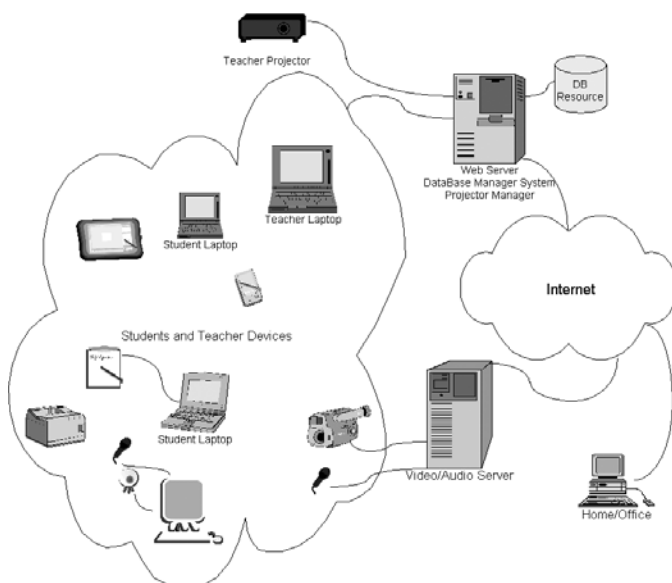 Teacher Projector
DB
Resource
Web Server
DataBase Manager System
Projector Manager
Teacher Laptop
Student Laptop
Internet
Students and Teacher Devices
Student Laptop
Video/Audio Server
Home/Office